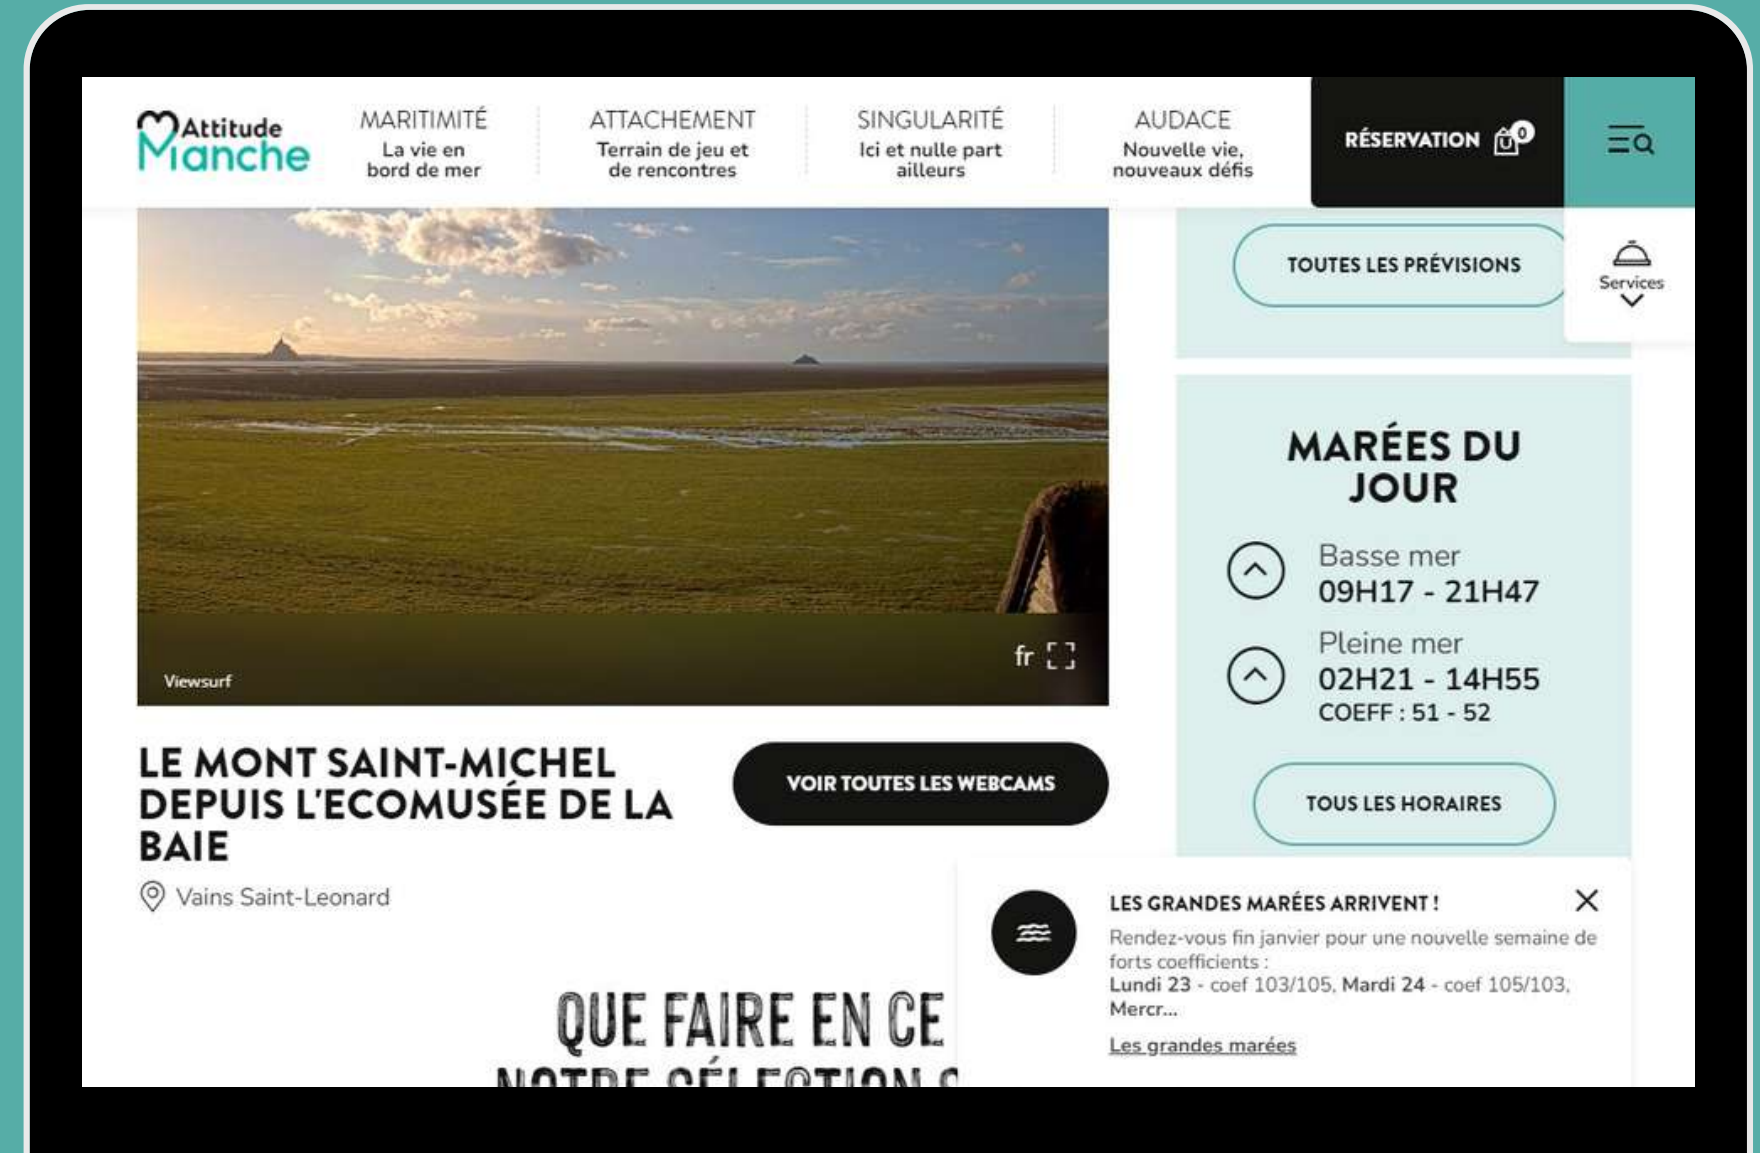 Attitude
Manche
MARITIMITÉ
La vie en
bord de mer
ATTACHEMENT
Terrain de jeu et
de rencontres
SINGULARITÉ
Ici et nulle part
ailleurs
AUDACE
Nouvelle vie,
nouveaux défis
RÉSERVATION
0
TOUTES LES PRÉVISIONS
Services
Viewsurf
fr
LE MONT SAINT-MICHEL
DEPUIS L'ECOMUSÉE DE LA
BAIE
Vains Saint-Leonard
VOIR TOUTES LES WEBCAMS
MARÉES DU
JOUR
Basse mer
09H17 - 21H47
Pleine mer
02H21 - 14H55
COEFF : 51 - 52
TOUS LES HORAIRES
LES GRANDES MARÉES ARRIVENT !
Rendez-vous fin janvier pour une nouvelle semaine de
forts coefficients :
Lundi 23 - coef 103/105, Mardi 24 - coef 105/103,
Mercr...
Les grandes marées
QUE FAIRE EN CE
NOTRE SÉLECTION